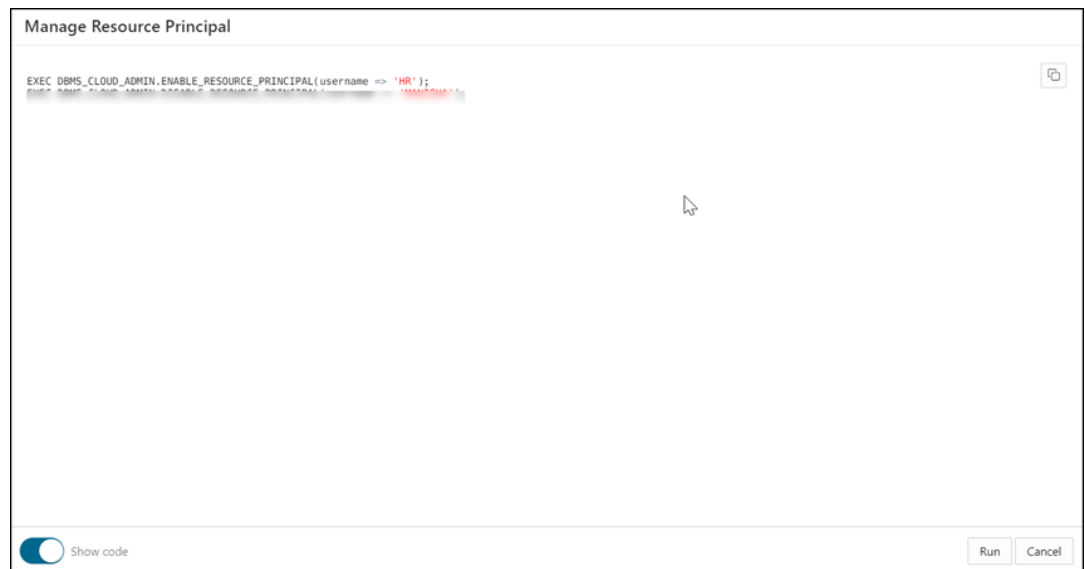 Manage Resource Principal
EXEC DBMS_CLOUD_ADMIN.ENABLE_RESOURCE_PRINCIPAL(username => 'HR');
Show code
Run
Cancel